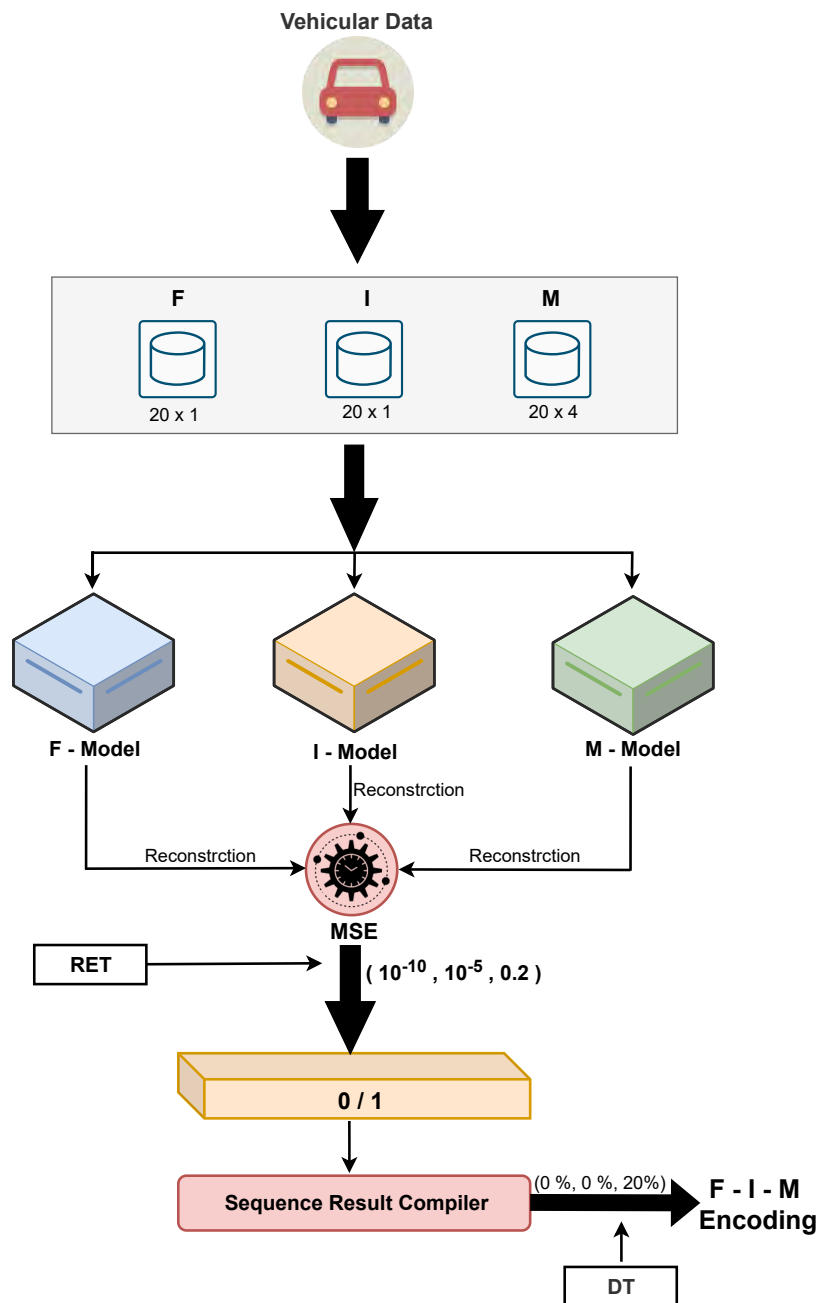 Vehicular Data
F I M
20 x 1 20 x 1 20 x 4
F - Model I - Model M - Model
Reconstrction
Reconstrction Reconstrction
MSE
RET
( 10⁻¹⁰ , 10⁻⁵ , 0.2 )
0 / 1
Sequence Result Compiler
(0 %, 0 %, 20%)
F - I - M
Encoding
DT